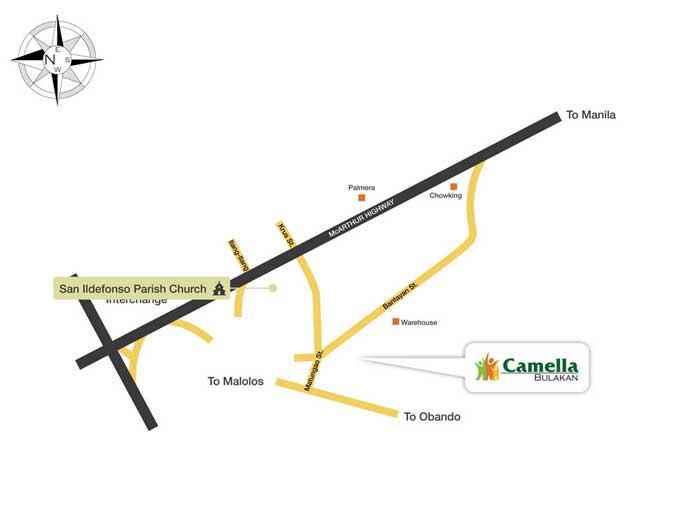 E
N
S
W
To Manila
Palmera
Chowking
McARTHUR HIGHWAY
Krus St.
Ilang-Ilang
San Ildefonso Parish Church
Interchange
Bantayan St.
Warehouse
Matungao St.
Camella
BULAKAN
To Malolos
To Obando